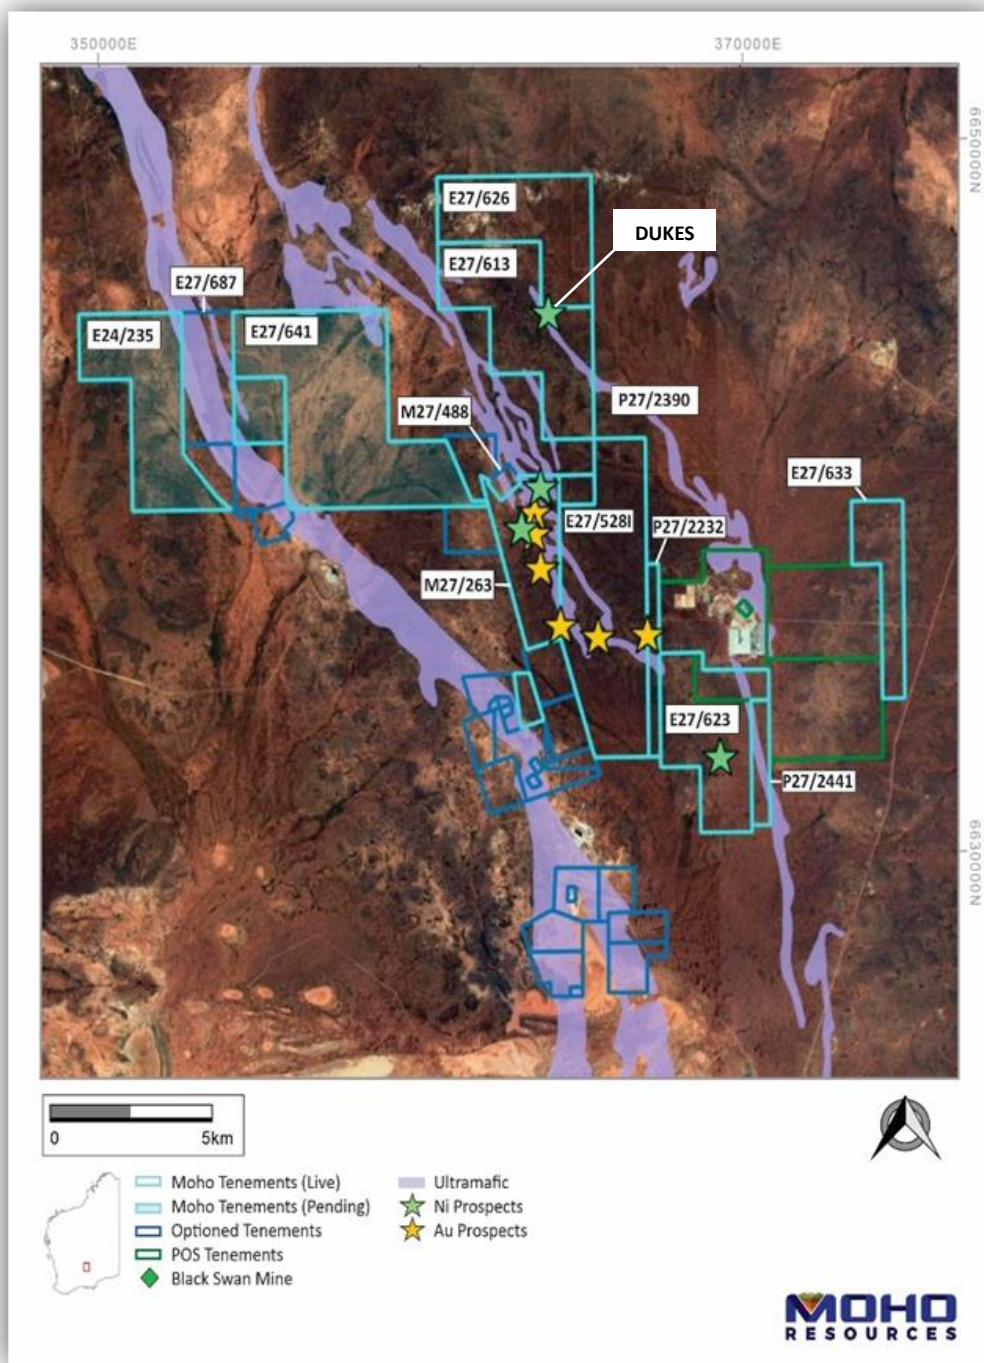 350000E
370000E
6650000N
E27/626
DUKES
E27/613
E27/687
E24/235
E27/641
P27/2390
M27/488
E27/633
E27/528I
P27/2232
M27/263
E27/623
P27/2441
6630000N
0 5km
Moho Tenements (Live)
Moho Tenements (Pending)
Optioned Tenements
POS Tenements
Black Swan Mine
Ultramafic
Ni Prospects
Au Prospects
MOHO
RESOURCES